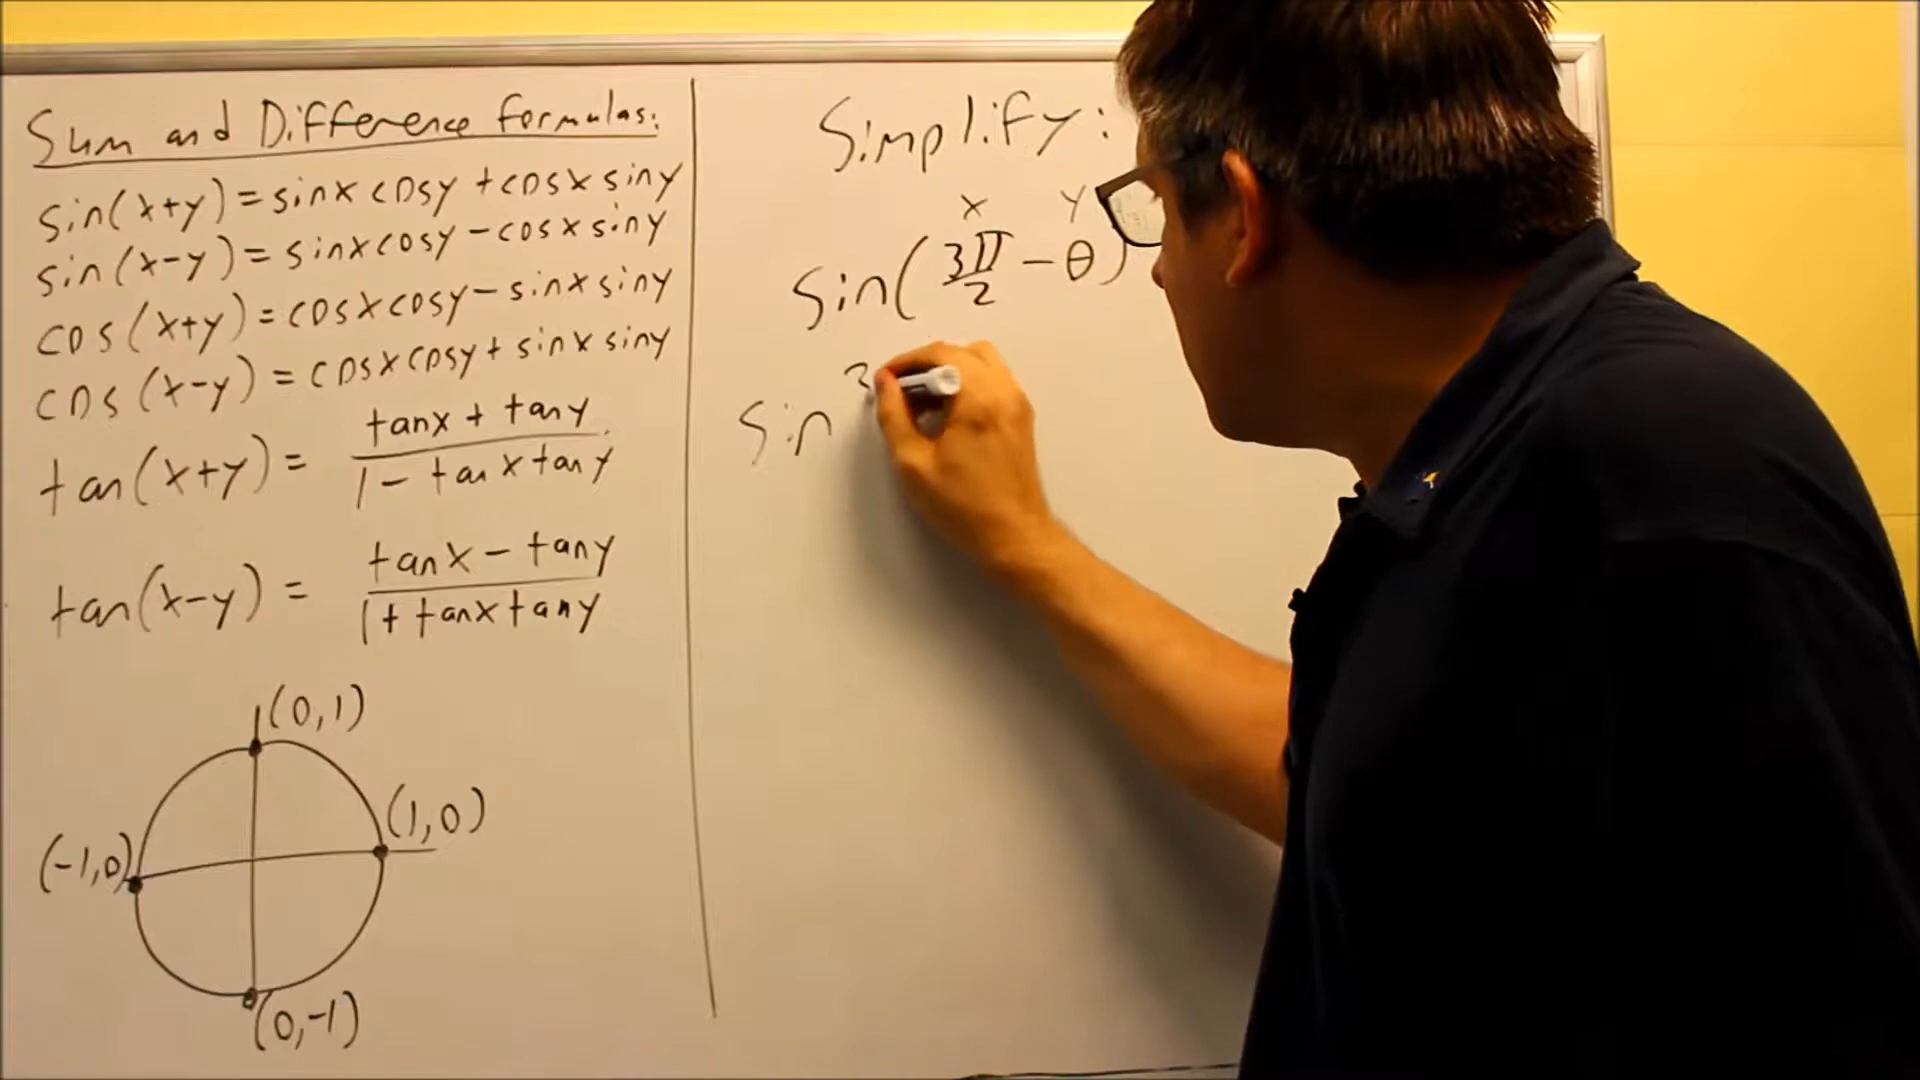 Sum and Difference formulas:
sin(x+y) = sinx cosy + cosx siny
sin(x-y) = sinx cosy - cosx siny
cos(x+y) = cosx cosy - sinx siny
cos(x-y) = cosx cosy + sinx siny
tan(x+y) = tanx + tany
1 - tanx tany
tan(x-y) = tanx - tany
1 + tanx tany
(0,1)
(1,0)
(-1,0)
(0,-1)
Simplify:
x y
sin(3π/2 - θ)
sin 3